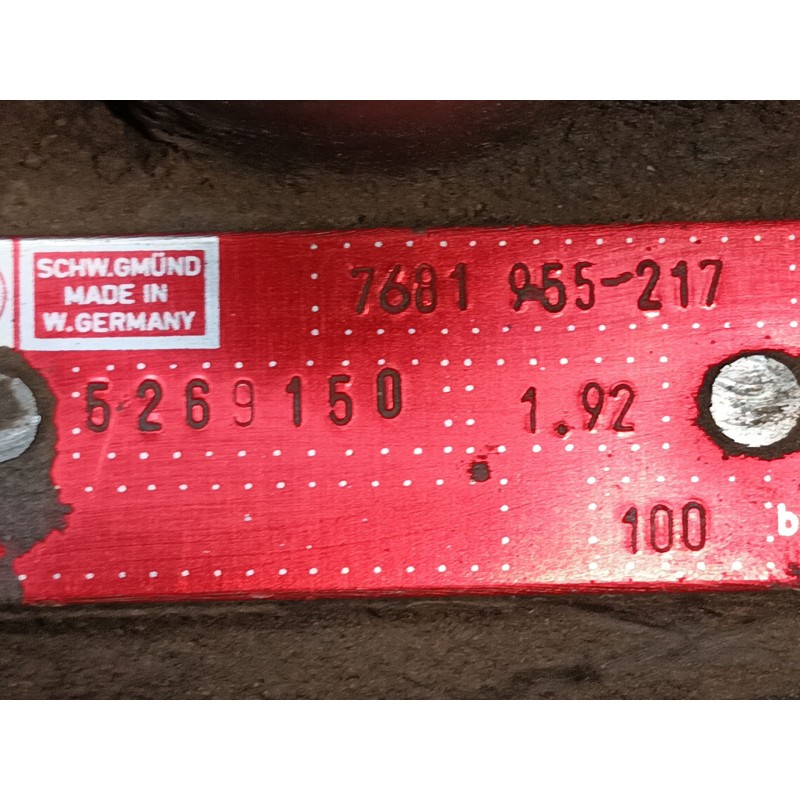 SCHW.GMÜND
MADE IN
W.GERMANY
7681 955-217
5269150
1.92
100
b